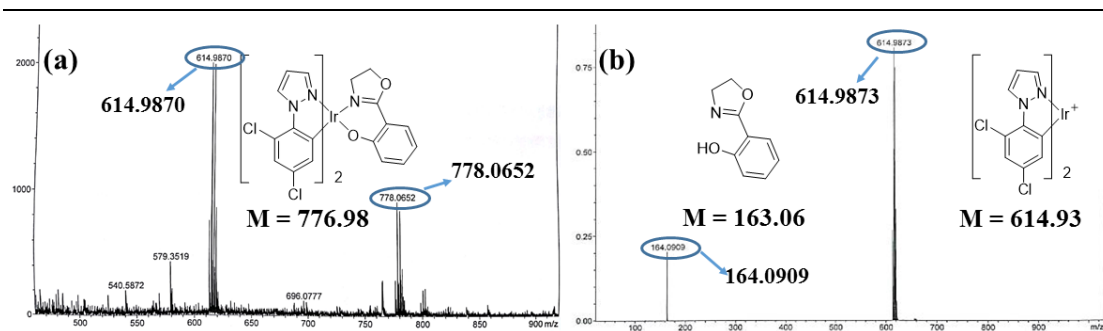 (a)
614.9870
614.9870
2000
1000
0
579.3519
540.5872
696.0777
778.0652
778.0652
N
N
Cl
Cl
2
Ir
N
O
O
M = 776.98
500
550
600
650
700
750
800
850
900 m/z
(b)
614.9873
614.9873
0.75
0.50
0.25
0.00
O
N
HO
M = 163.06
164.0909
164.0909
N
N
Cl
Cl
Ir+
2
M = 614.93
100
200
300
400
500
600
700
800
900